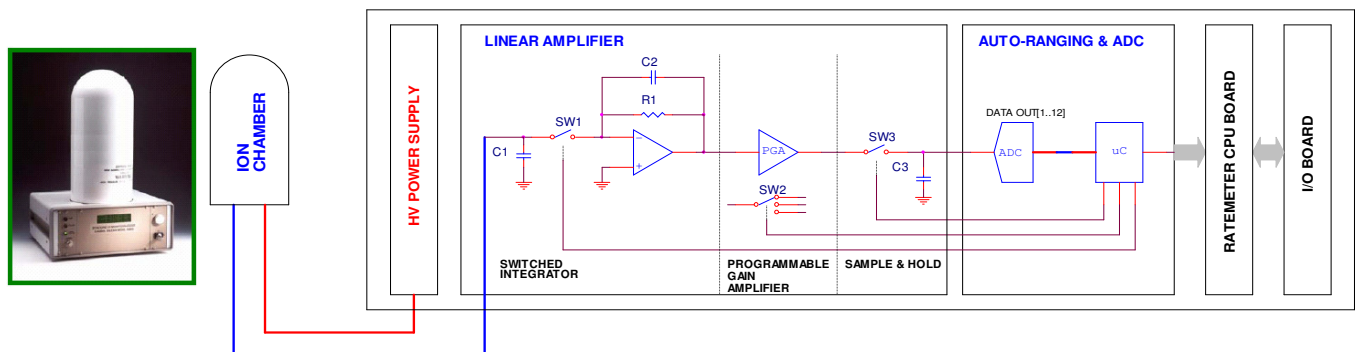 LINEAR AMPLIFIER
AUTO-RANGING & ADC
ION
CHAMBER
HV POWER SUPPLY
C2
R1
SW1
C1
PGA
SW2
SW3
C3
DATA OUT[1..12]
ADC
uC
RATEMETER CPU BOARD
I/O BOARD
SWITCHED
INTEGRATOR
PROGRAMMABLE
GAIN
AMPLIFIER
SAMPLE & HOLD